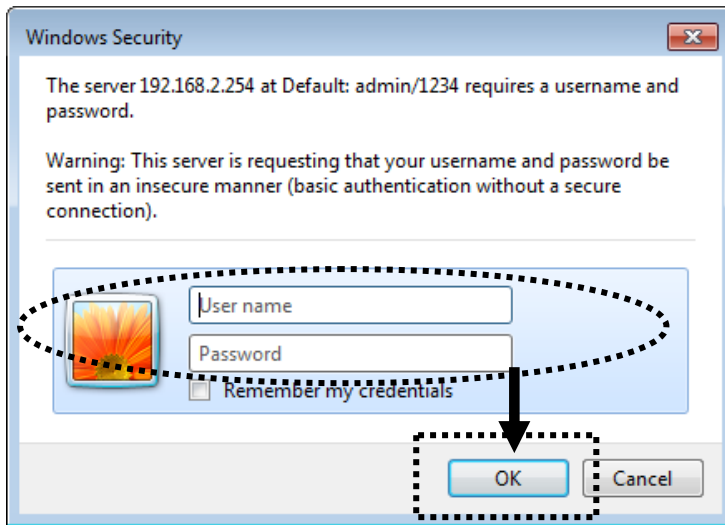 Windows Security
The server 192.168.2.254 at Default: admin/1234 requires a username and
password.
Warning: This server is requesting that your username and password be
sent in an insecure manner (basic authentication without a secure
connection).
User name
Password
Remember my credentials
OK
Cancel